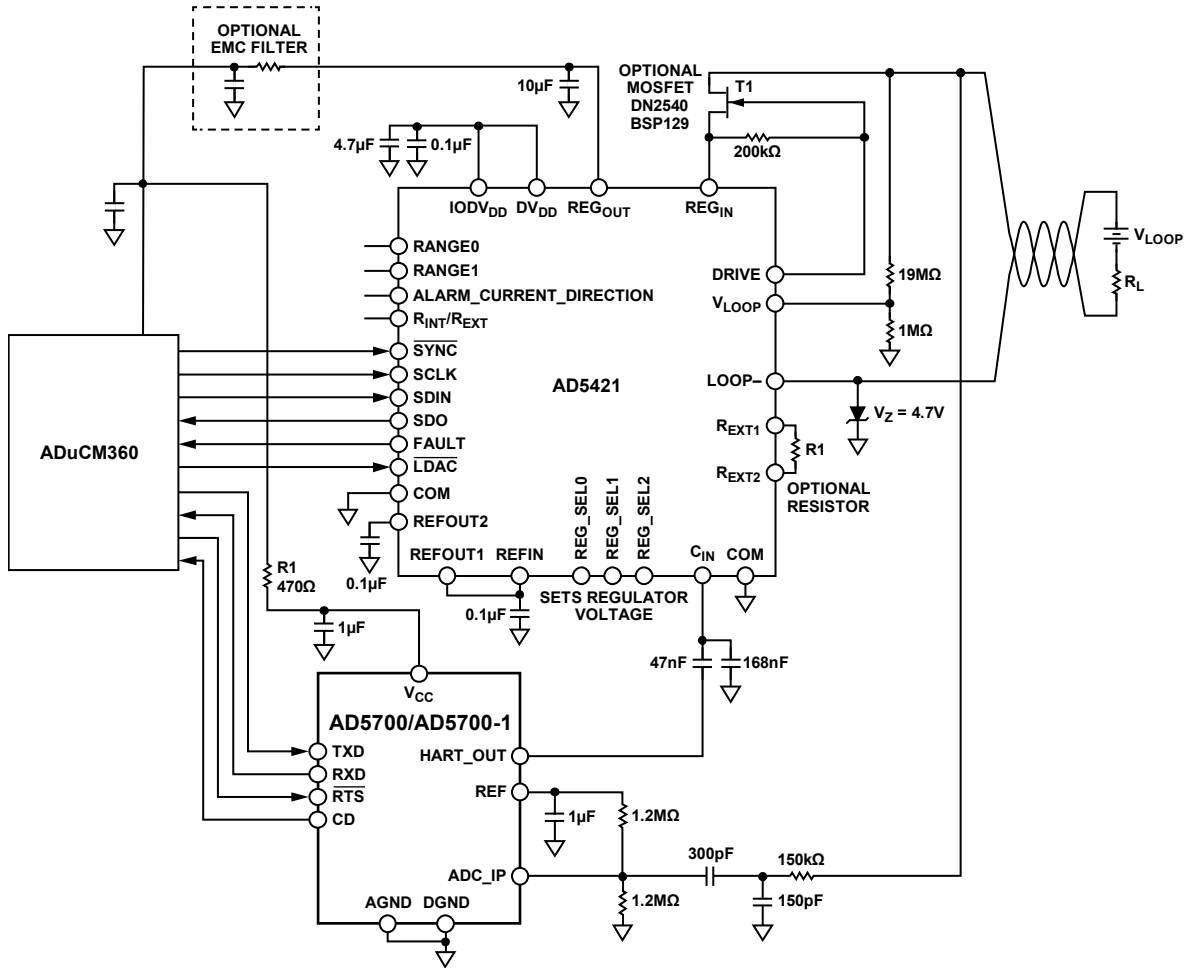 OPTIONAL
EMC FILTER
10µF
OPTIONAL
MOSFET
DN2540
BSP129
T1
200kΩ
4.7µF
0.1µF
IODVDD
DVDD
REGOUT
REGIN
RANGE0
RANGE1
ALARM_CURRENT_DIRECTION
RINT/REXT
SYNC
SCLK
SDIN
SDO
FAULT
LDAC
COM
REFOUT2
0.1µF
AD5421
DRIVE
VLOOP
LOOP–
REXT1
REXT2
R1
OPTIONAL
RESISTOR
19MΩ
1MΩ
VZ = 4.7V
VLOOP
RL
ADuCM360
REFOUT1
REFIN
REG_SEL0
REG_SEL1
REG_SEL2
CIN
COM
SETS REGULATOR
VOLTAGE
0.1µF
R1
470Ω
1µF
47nF
168nF
VCC
AD5700/AD5700-1
TXD
RXD
RTS
CD
HART_OUT
REF
ADC_IP
AGND
DGND
1µF
1.2MΩ
1.2MΩ
300pF
150kΩ
150pF